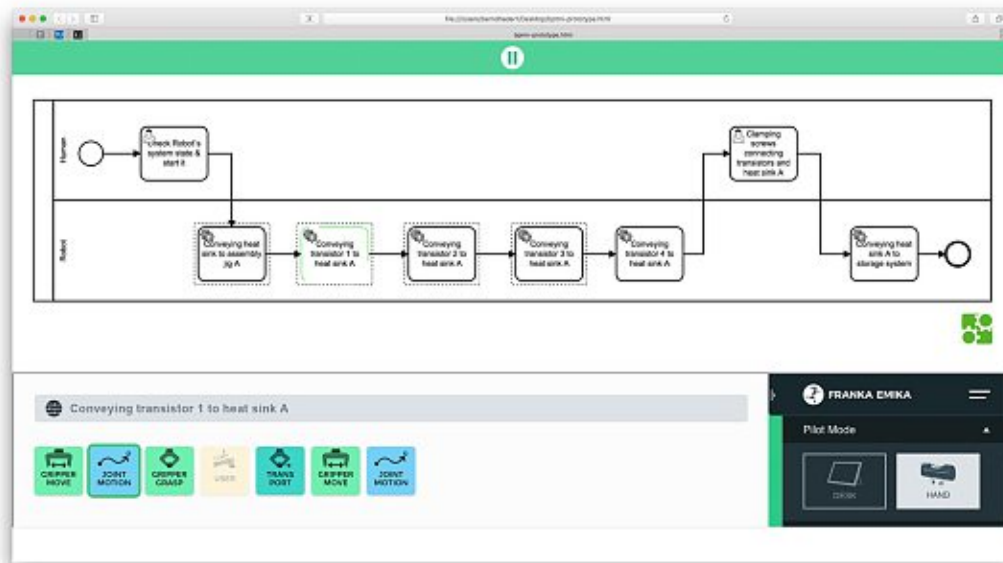 bpmn-prototype.html
Human
Check Robot's
system state &
start it
Clamping
screws
connecting
transistors and
heat sink A
Robot
Conveying heat
sink to assembly
jig A
Conveying
transistor 1 to
heat sink A
Conveying
transistor 2 to
heat sink A
Conveying
transistor 3 to
heat sink A
Conveying
transistor 4 to
heat sink A
Conveying heat
sink A to
storage system
Conveying transistor 1 to heat sink A
GRIPPER
MOVE
JOINT
MOTION
GRIPPER
GRASP
USER
TRANS
PORT
GRIPPER
MOVE
JOINT
MOTION
FRANKA EMIKA
Pilot Mode
DESK
HAND